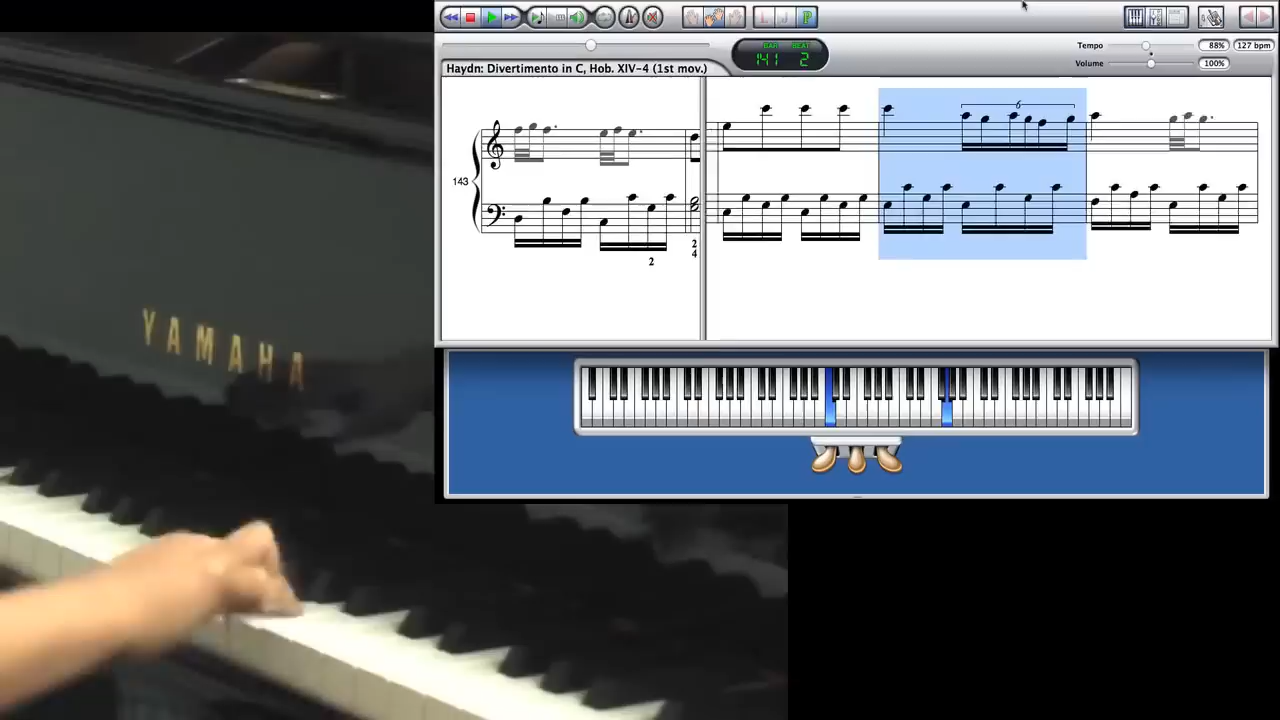 BAR BEAT
141 2
Tempo 88% 127 bpm
Volume 100%
L J P
Haydn: Divertimento in C, Hob. XIV-4 (1st mov.)
6
143
2
4
2
YAMAHA